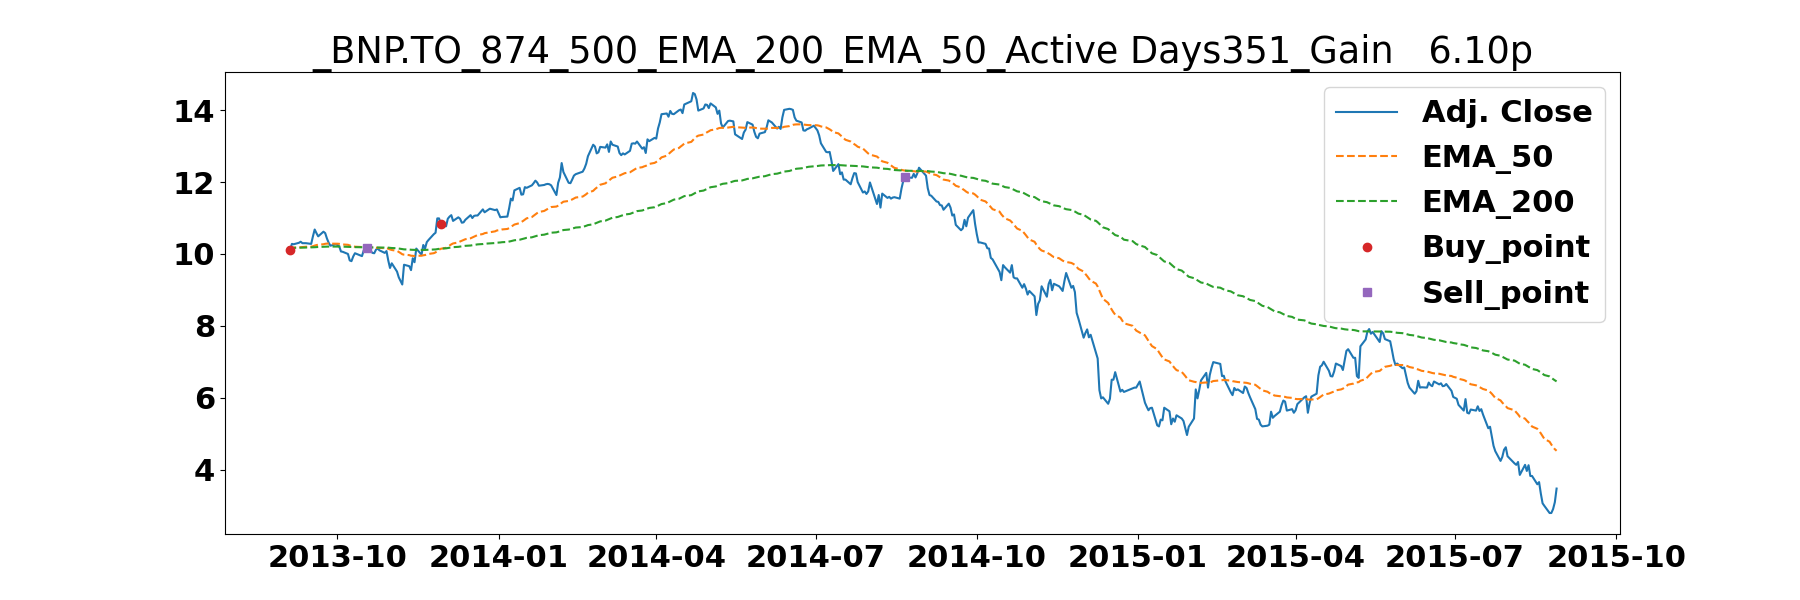 _BNP.TO_874_500_EMA_200_EMA_50_Active Days351_Gain   6.10p
14
12
10
8
6
4
Adj. Close
EMA_50
EMA_200
Buy_point
Sell_point
2013-10 2014-01 2014-04 2014-07 2014-10 2015-01 2015-04 2015-07 2015-10